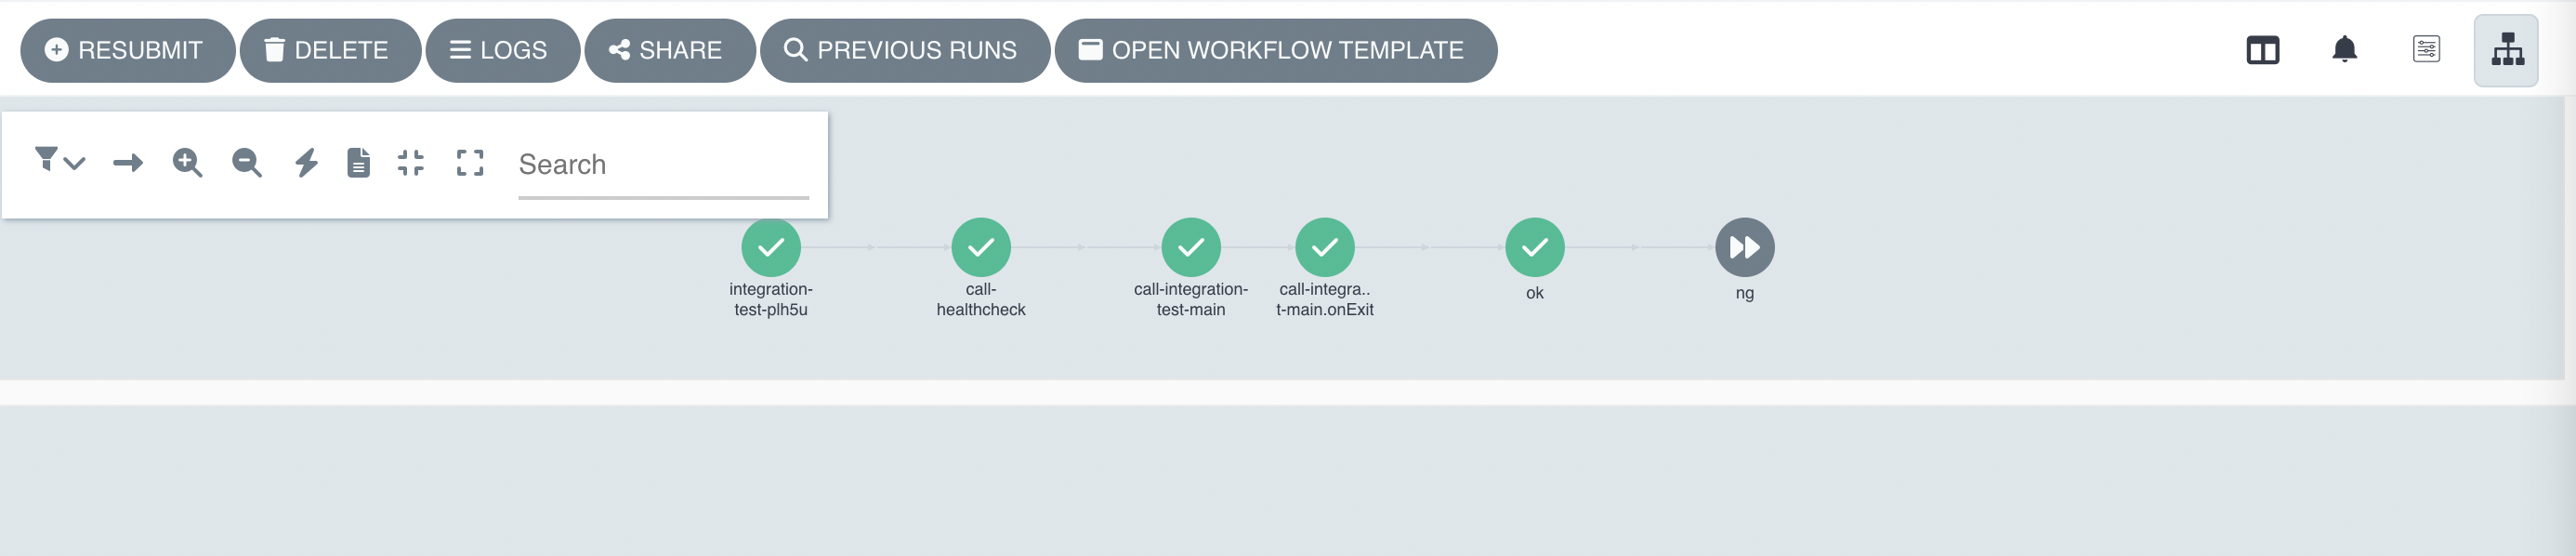 RESUBMIT DELETE LOGS SHARE PREVIOUS RUNS OPEN WORKFLOW TEMPLATE
Search
integration-
test-plh5u
call-
healthcheck
call-integration-
test-main
call-integra..
t-main.onExit
ok
ng